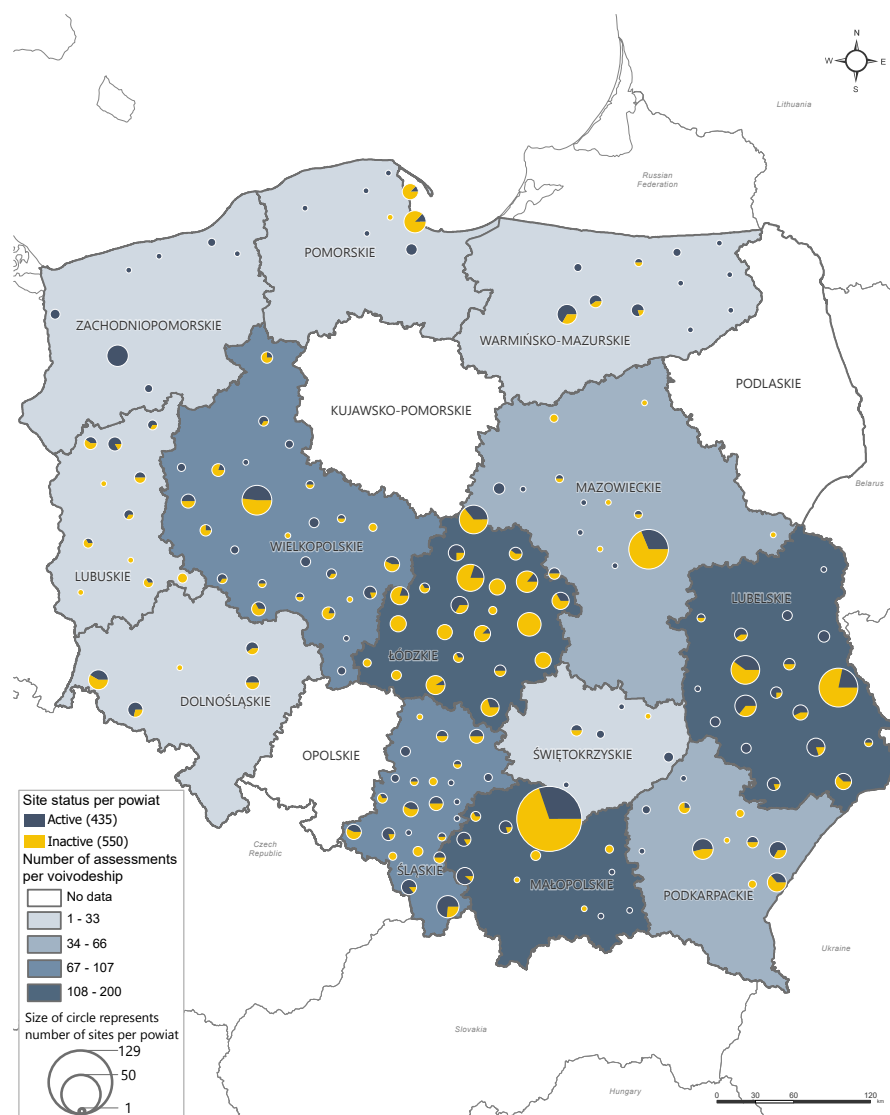 N
W E
S
Lithuania
Russian
Federation
POMORSKIE
ZACHODNIOPOMORSKIE
WARMIŃSKO-MAZURSKIE
PODLASKIE
KUJAWSKO-POMORSKIE
MAZOWIECKIE
Belarus
WIELKOPOLSKIE
LUBUSKIE
LUBELSKIE
ŁÓDZKIE
DOLNOŚLĄSKIE
OPOLSKIE
ŚWIĘTOKRZYSKIE
Site status per powiat
Active (435)
Inactive (550)
Number of assessments
per voivodeship
No data
1 - 33
34 - 66
67 - 107
108 - 200
Size of circle represents
number of sites per powiat
129
50
1
Czech
Republic
ŚLĄSKIE
MAŁOPOLSKIE
PODKARPACKIE
Ukraine
Slovakia
Hungary
0 30 60 120
km